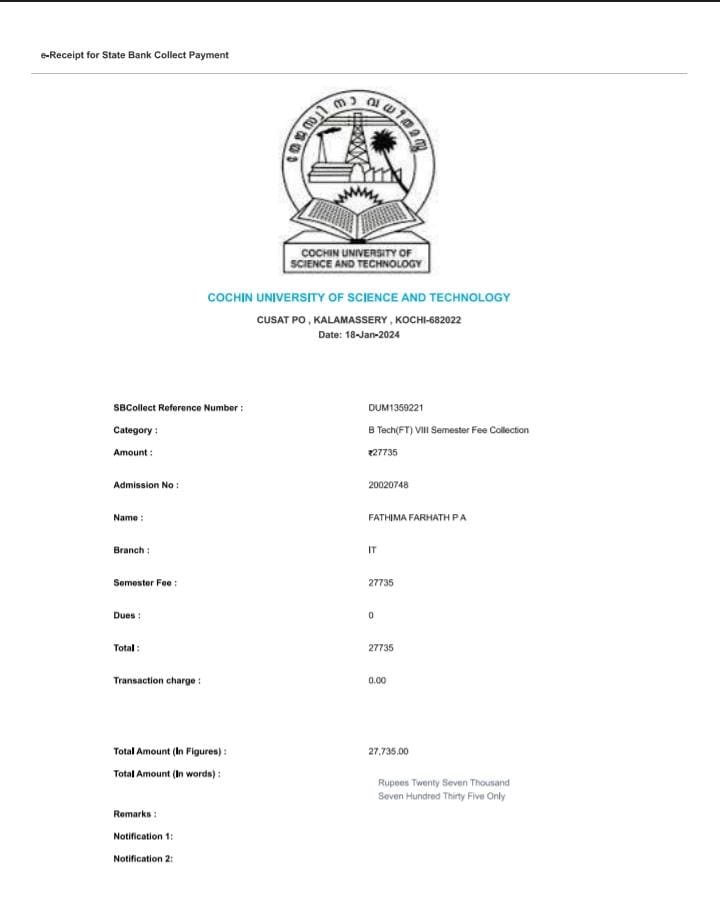 e-Receipt for State Bank Collect Payment
തേജസ്വി നാ വധീതമസ്തു
COCHIN UNIVERSITY OF
SCIENCE AND TECHNOLOGY
COCHIN UNIVERSITY OF SCIENCE AND TECHNOLOGY
CUSAT PO , KALAMASSERY , KOCHI-682022
Date: 18-Jan-2024
SBCollect Reference Number : DUM1359221
Category : B Tech(FT) VIII Semester Fee Collection
Amount : ₹27735
Admission No : 20020748
Name : FATHIMA FARHATH P A
Branch : IT
Semester Fee : 27735
Dues : 0
Total : 27735
Transaction charge : 0.00
Total Amount (In Figures) : 27,735.00
Total Amount (In words) : Rupees Twenty Seven Thousand
Seven Hundred Thirty Five Only
Remarks :
Notification 1:
Notification 2: